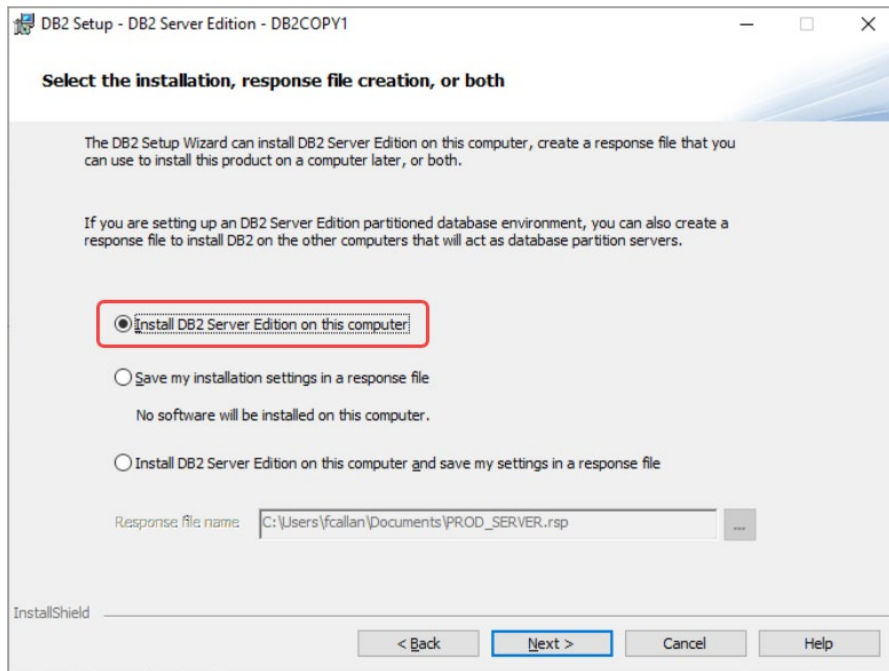 DB2 Setup - DB2 Server Edition - DB2COPY1
Select the installation, response file creation, or both
The DB2 Setup Wizard can install DB2 Server Edition on this computer, create a response file that you
can use to install this product on a computer later, or both.
If you are setting up an DB2 Server Edition partitioned database environment, you can also create a
response file to install DB2 on the other computers that will act as database partition servers.
Install DB2 Server Edition on this computer
Save my installation settings in a response file
No software will be installed on this computer.
Install DB2 Server Edition on this computer and save my settings in a response file
Response file name C:\Users\fcallan\Documents\PROD_SERVER.rsp ...
InstallShield
< Back Next > Cancel Help